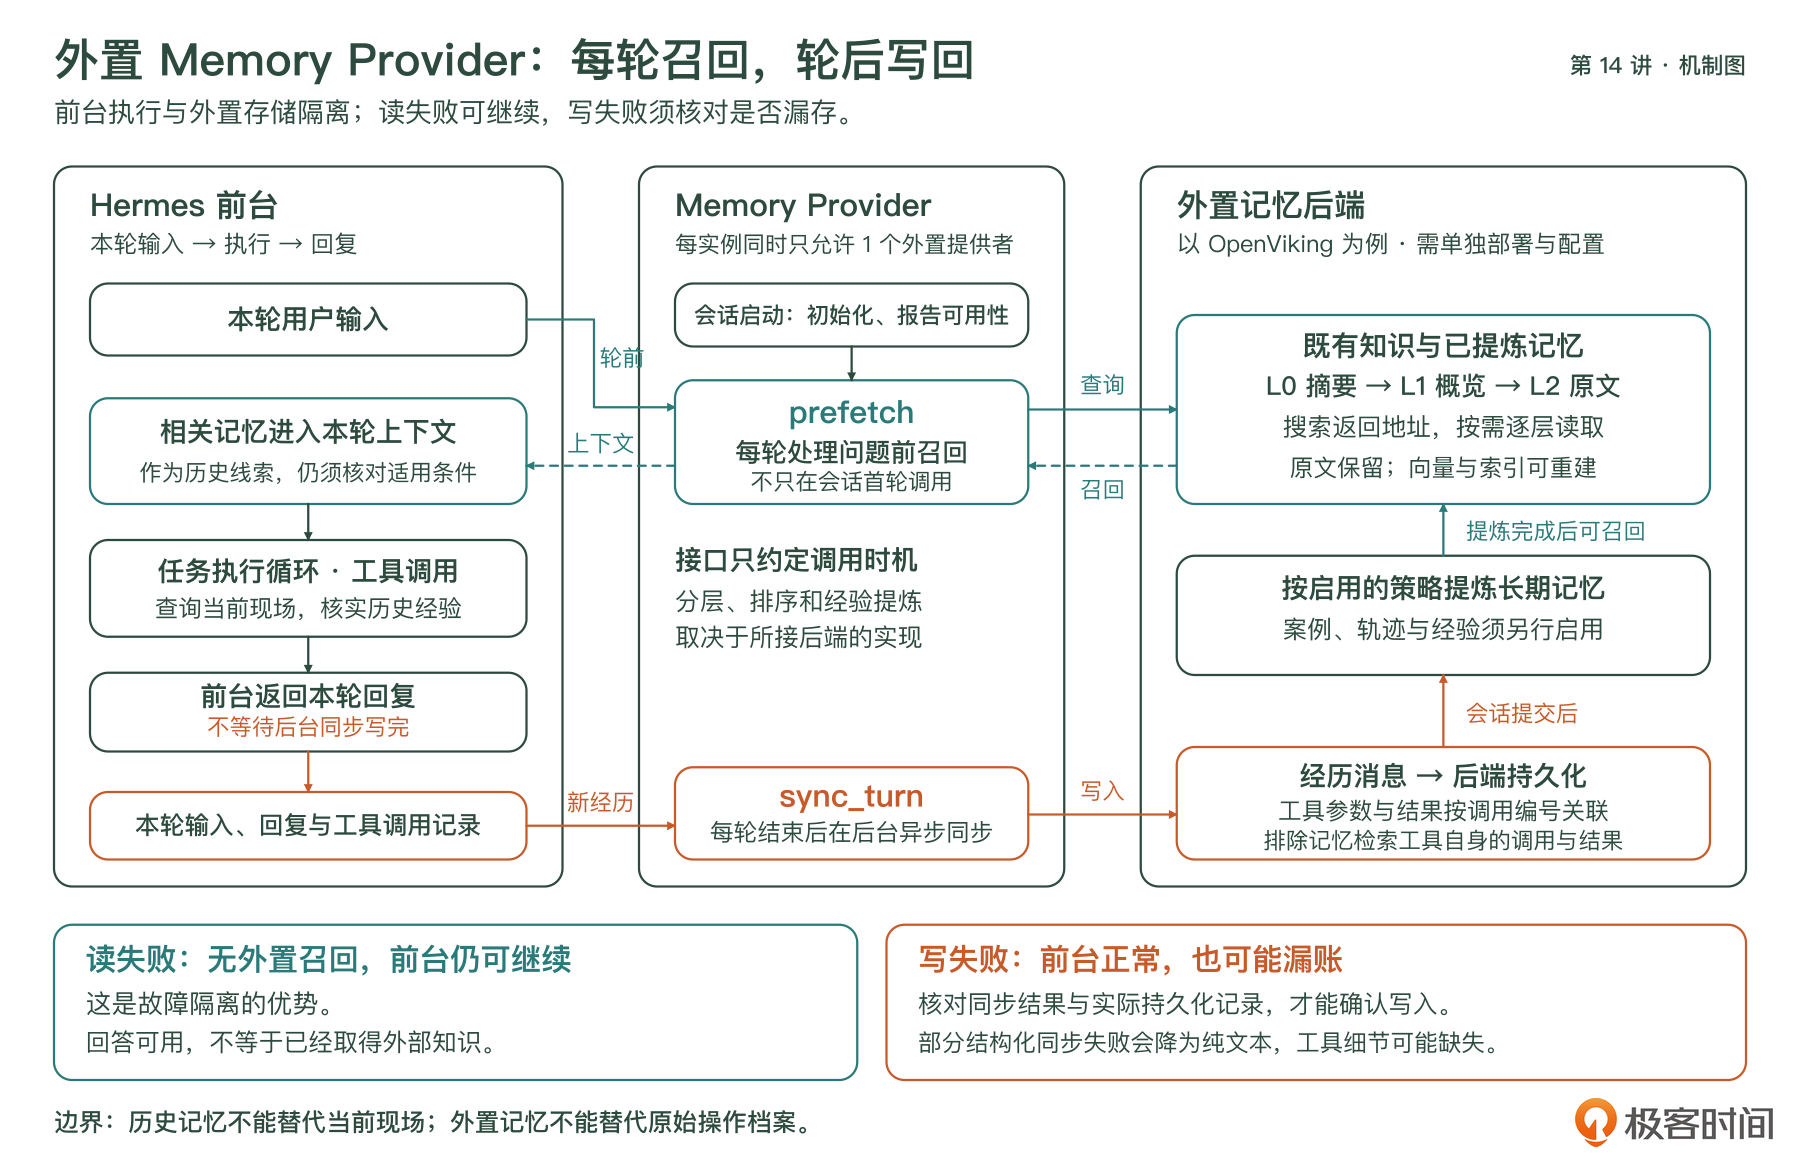 外置 Memory Provider：每轮召回，轮后写回
第 14 讲 · 机制图
前台执行与外置存储隔离；读失败可继续，写失败须核对是否漏存。
Hermes 前台
本轮输入 → 执行 → 回复
本轮用户输入
轮前
相关记忆进入本轮上下文
作为历史线索，仍须核对适用条件
上下文
任务执行循环 · 工具调用
查询当前现场，核实历史经验
前台返回本轮回复
不等待后台同步写完
本轮输入、回复与工具调用记录
新经历
Memory Provider
每实例同时只允许 1 个外置提供者
会话启动：初始化、报告可用性
prefetch
每轮处理问题前召回
不只在会话首轮调用
查询
召回
接口只约定调用时机
分层、排序和经验提炼
取决于所接后端的实现
sync_turn
每轮结束后在后台异步同步
写入
外置记忆后端
以 OpenViking 为例 · 需单独部署与配置
既有知识与已提炼记忆
L0 摘要 → L1 概览 → L2 原文
搜索返回地址，按需逐层读取
原文保留；向量与索引可重建
提炼完成后可召回
按启用的策略提炼长期记忆
案例、轨迹与经验须另行启用
会话提交后
经历消息 → 后端持久化
工具参数与结果按调用编号关联
排除记忆检索工具自身的调用与结果
读失败：无外置召回，前台仍可继续
这是故障隔离的优势。
回答可用，不等于已经取得外部知识。
写失败：前台正常，也可能漏账
核对同步结果与实际持久化记录，才能确认写入。
部分结构化同步失败会降为纯文本，工具细节可能缺失。
边界：历史记忆不能替代当前现场；外置记忆不能替代原始操作档案。
极客时间